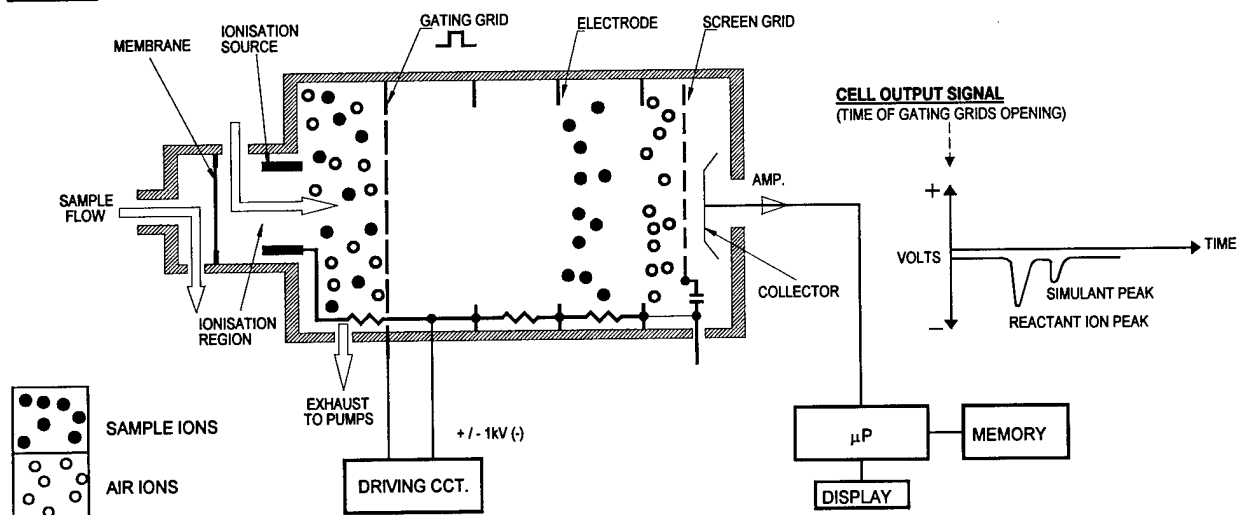 GATING GRID
ELECTRODE
SCREEN GRID
IONISATION
SOURCE
MEMBRANE
CELL OUTPUT SIGNAL
(TIME OF GATING GRIDS OPENING)
SAMPLE
FLOW
AMP.
+
VOLTS
TIME
COLLECTOR
SIMULANT PEAK
REACTANT ION PEAK
–
IONISATION
REGION
EXHAUST
TO PUMPS
+ / - 1kV (-)
SAMPLE IONS
AIR IONS
DRIVING CCT.
µP
MEMORY
DISPLAY